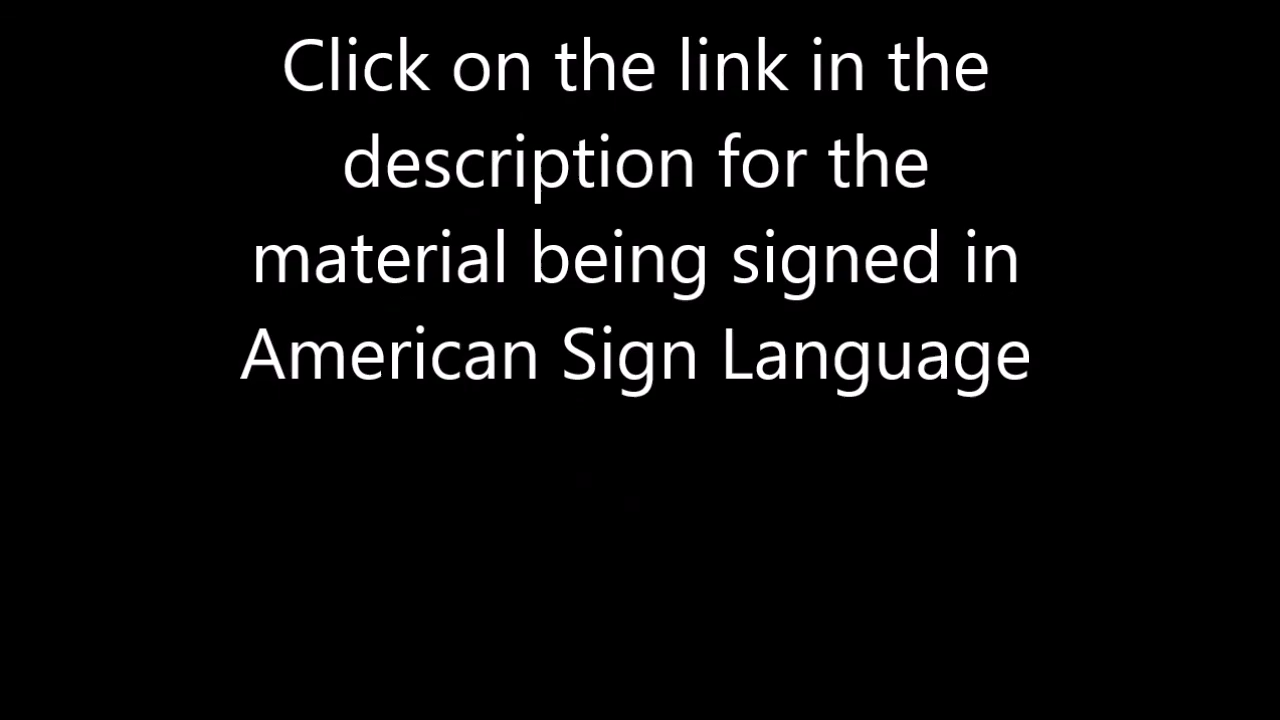 Click on the link in the
description for the
material being signed in
American Sign Language